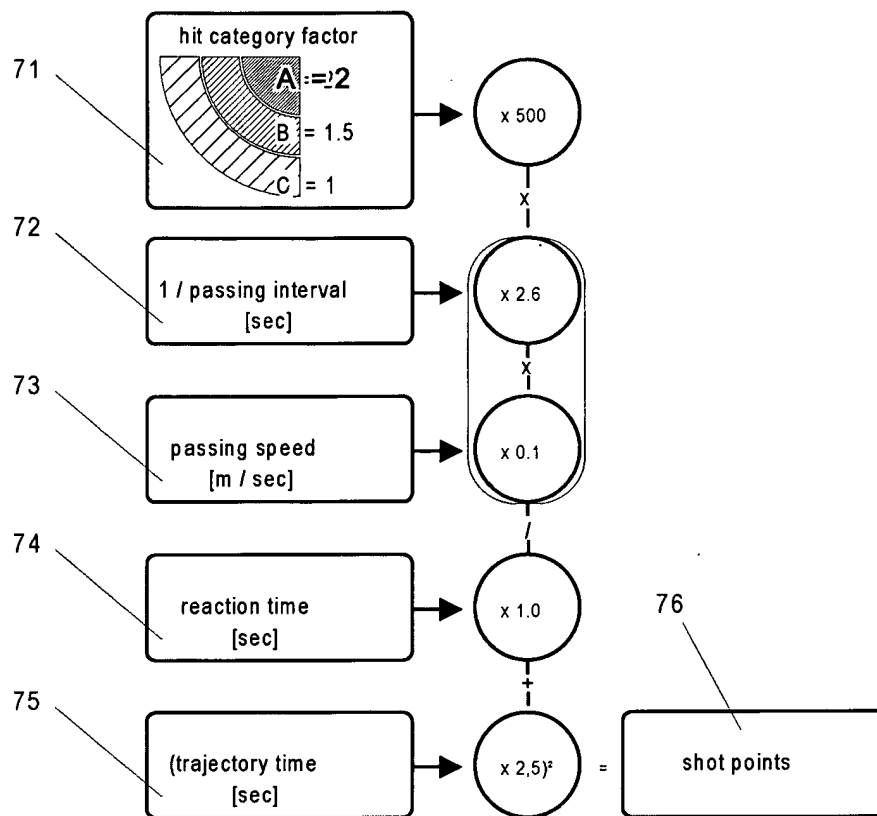 hit category factor
71
A = 2
x 500
B = 1.5
C = 1
x
72
1 / passing interval
[sec]
x 2.6
x
73
passing speed
[m / sec]
x 0.1
/
74
reaction time
[sec]
x 1.0
76
+
75
(trajectory time
[sec]
x 2,5)²
=
shot points